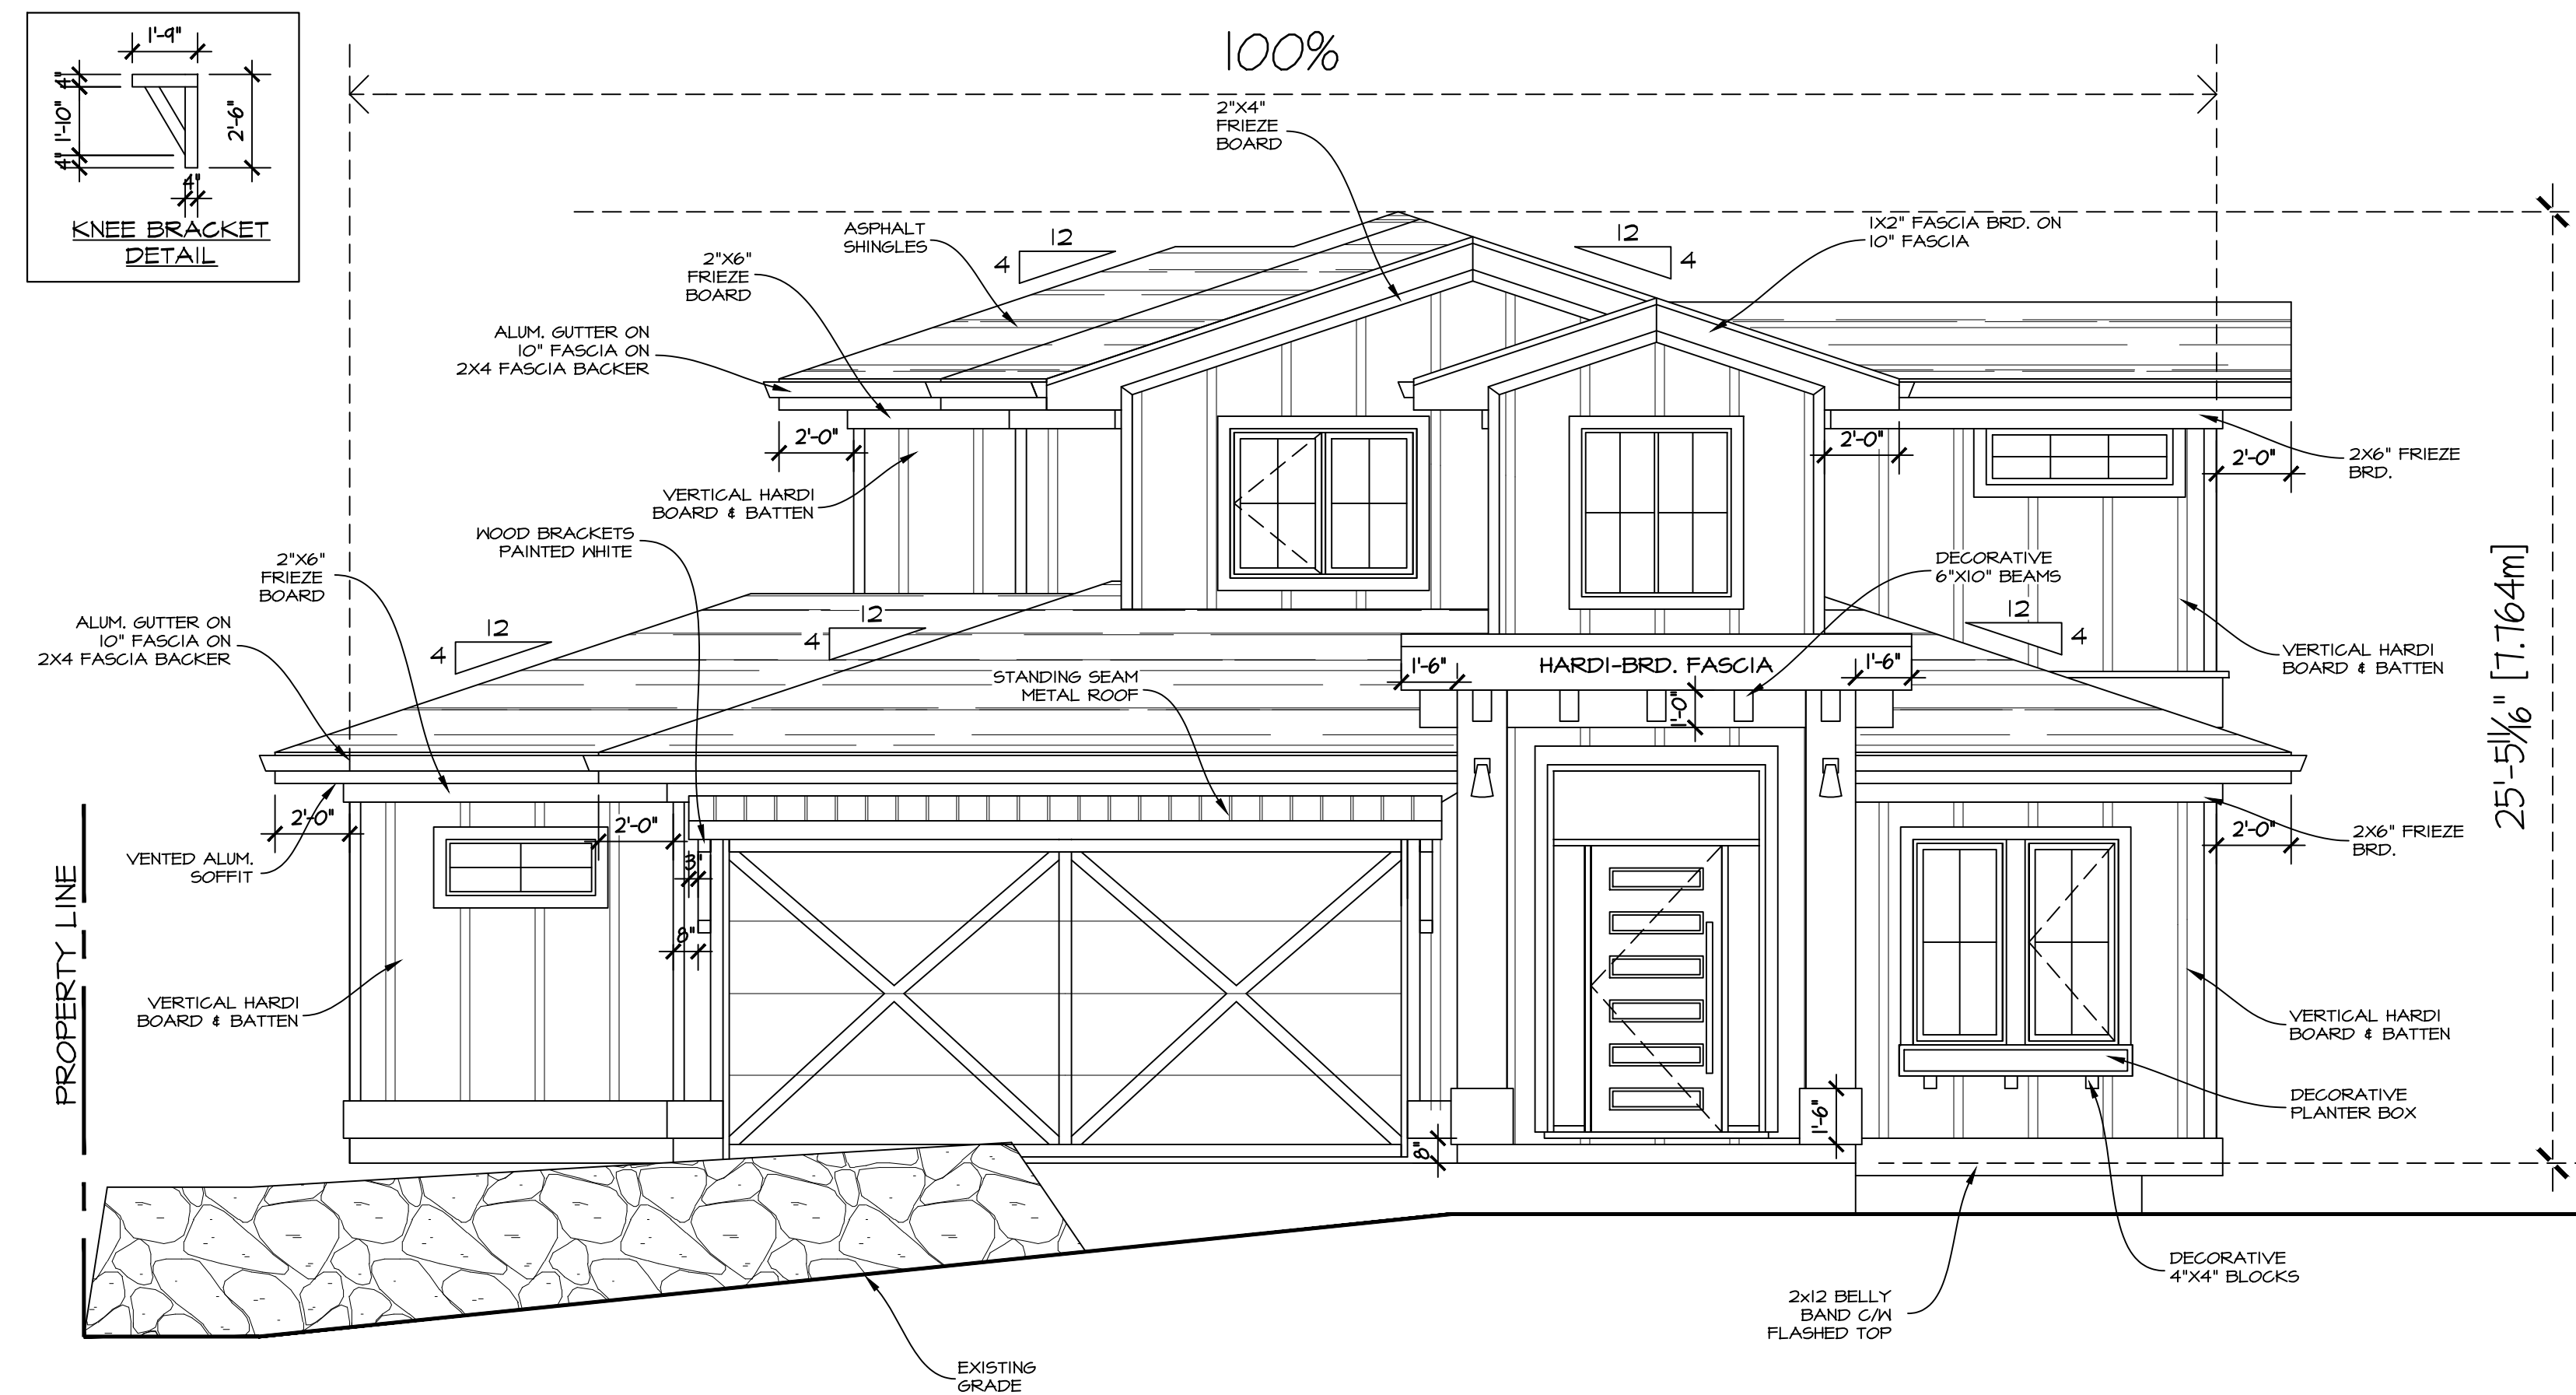 1'-9"
4"
1'-10"
4"
2'-6"
4"
KNEE BRACKET
DETAIL
100%
2"X4"
FRIEZE
BOARD
ASPHALT
SHINGLES
12
4
12
4
1X2" FASCIA BRD. ON
10" FASCIA
2"X6"
FRIEZE
BOARD
ALUM. GUTTER ON
10" FASCIA ON
2X4 FASCIA BACKER
2'-0"
2'-0"
2'-0"
2X6" FRIEZE
BRD.
VERTICAL HARDI
BOARD & BATTEN
WOOD BRACKETS
PAINTED WHITE
2"X6"
FRIEZE
BOARD
DECORATIVE
6"X10" BEAMS
ALUM. GUTTER ON
10" FASCIA ON
2X4 FASCIA BACKER
12
4
12
4
12
4
VERTICAL HARDI
BOARD & BATTEN
STANDING SEAM
METAL ROOF
1'-6"
HARDI-BRD. FASCIA
1'-6"
1'-0"
25'-5 11/16" [7.764m]
2'-0"
2'-0"
2'-0"
2X6" FRIEZE
BRD.
VENTED ALUM.
SOFFIT
3"
8"
PROPERTY LINE
VERTICAL HARDI
BOARD & BATTEN
VERTICAL HARDI
BOARD & BATTEN
DECORATIVE
PLANTER BOX
1'-6"
8"
DECORATIVE
4"X4" BLOCKS
2x12 BELLY
BAND C/W
FLASHED TOP
EXISTING
GRADE